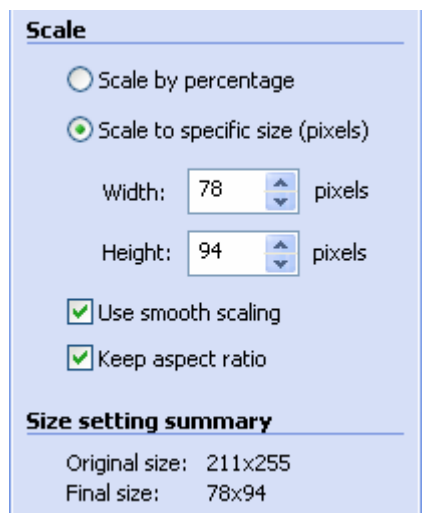 Scale
Scale by percentage
Scale to specific size (pixels)
Width: 78 pixels
Height: 94 pixels
Use smooth scaling
Keep aspect ratio
Size setting summary
Original size: 211x255
Final size: 78x94